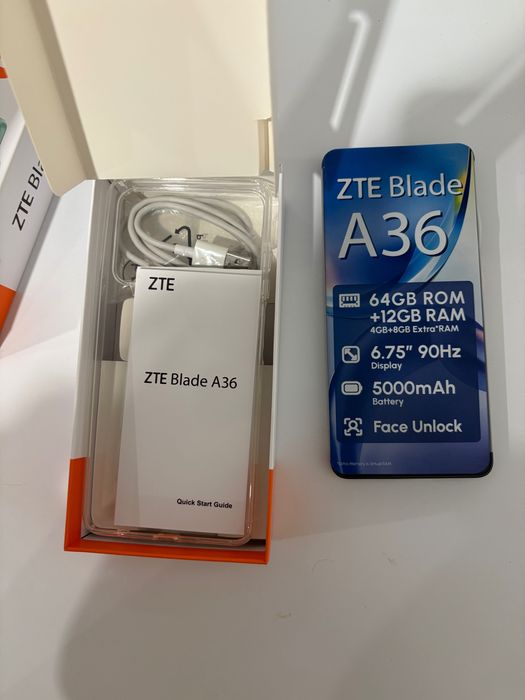 ZTE Bla
ZTE
ZTE Blade A36
Quick Start Guide
ZTE Blade
A36
64GB ROM
+12GB RAM
4GB+8GB Extra*RAM
6.75" 90Hz
Display
5000mAh
Battery
Face Unlock